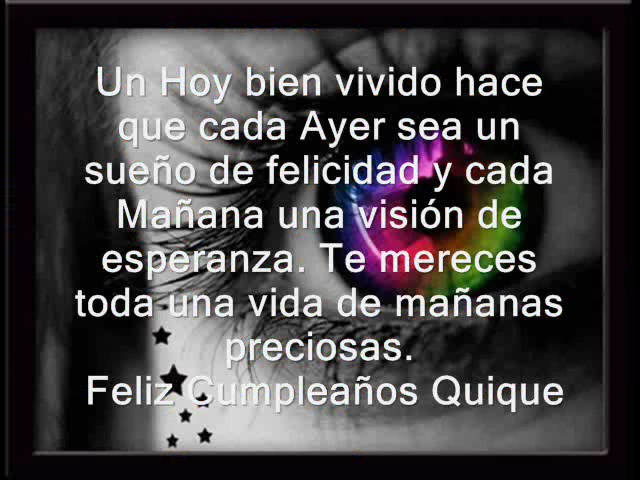 Un Hoy bien vivido hace
que cada Ayer sea un
sueño de felicidad y cada
Mañana una visión de
esperanza. Te mereces
toda una vida de mañanas
preciosas.
Feliz Cumpleaños Quique